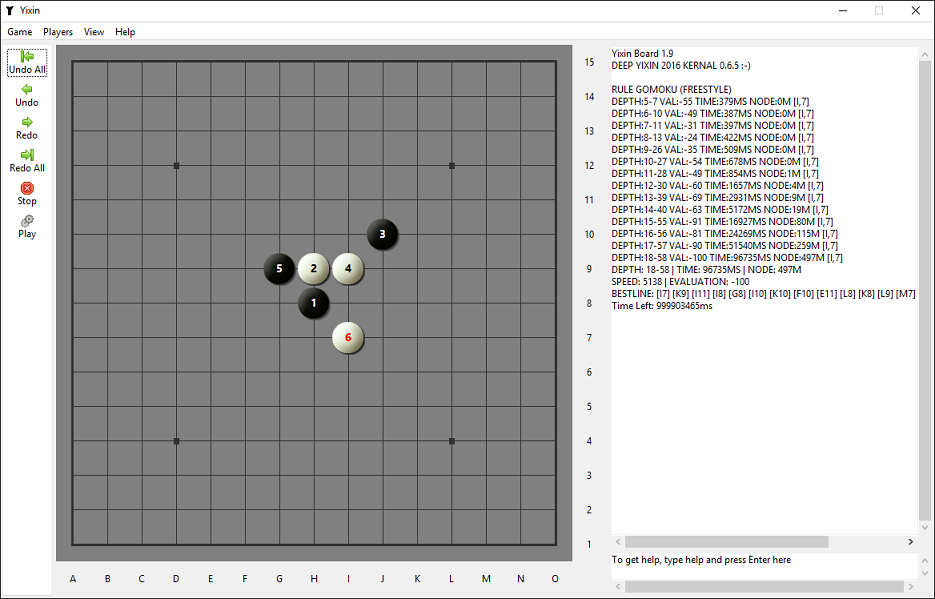 Yixin
Game Players View Help
Undo All
Undo
Redo
Redo All
Stop
Play
15
14
13
12
11
10
9
8
7
6
5
4
3
2
1
3
5 2 4
1
6
A B C D E F G H I J K L M N O
Yixin Board 1.9
DEEP YIXIN 2016 KERNAL 0.6.5 :-)
RULE GOMOKU (FREESTYLE)
DEPTH:5-7 VAL:-55 TIME:379MS NODE:0M [I,7]
DEPTH:6-10 VAL:-49 TIME:387MS NODE:0M [I,7]
DEPTH:7-11 VAL:-31 TIME:397MS NODE:0M [I,7]
DEPTH:8-13 VAL:-24 TIME:422MS NODE:0M [I,7]
DEPTH:9-26 VAL:-35 TIME:509MS NODE:0M [I,7]
DEPTH:10-27 VAL:-54 TIME:678MS NODE:0M [I,7]
DEPTH:11-28 VAL:-49 TIME:854MS NODE:1M [I,7]
DEPTH:12-30 VAL:-60 TIME:1657MS NODE:4M [I,7]
DEPTH:13-39 VAL:-69 TIME:2931MS NODE:9M [I,7]
DEPTH:14-40 VAL:-63 TIME:5172MS NODE:19M [I,7]
DEPTH:15-55 VAL:-91 TIME:16927MS NODE:80M [I,7]
DEPTH:16-56 VAL:-81 TIME:24269MS NODE:115M [I,7]
DEPTH:17-57 VAL:-90 TIME:51540MS NODE:259M [I,7]
DEPTH:18-58 VAL:-100 TIME:96735MS NODE:497M [I,7]
DEPTH: 18-58 | TIME: 96735MS | NODE: 497M
SPEED: 5138 | EVALUATION: -100
BESTLINE: [I7] [K9] [I11] [I8] [G8] [I10] [K10] [F10] [E11] [L8] [K8] [L9] [M7]
Time Left: 999903465ms
To get help, type help and press Enter here